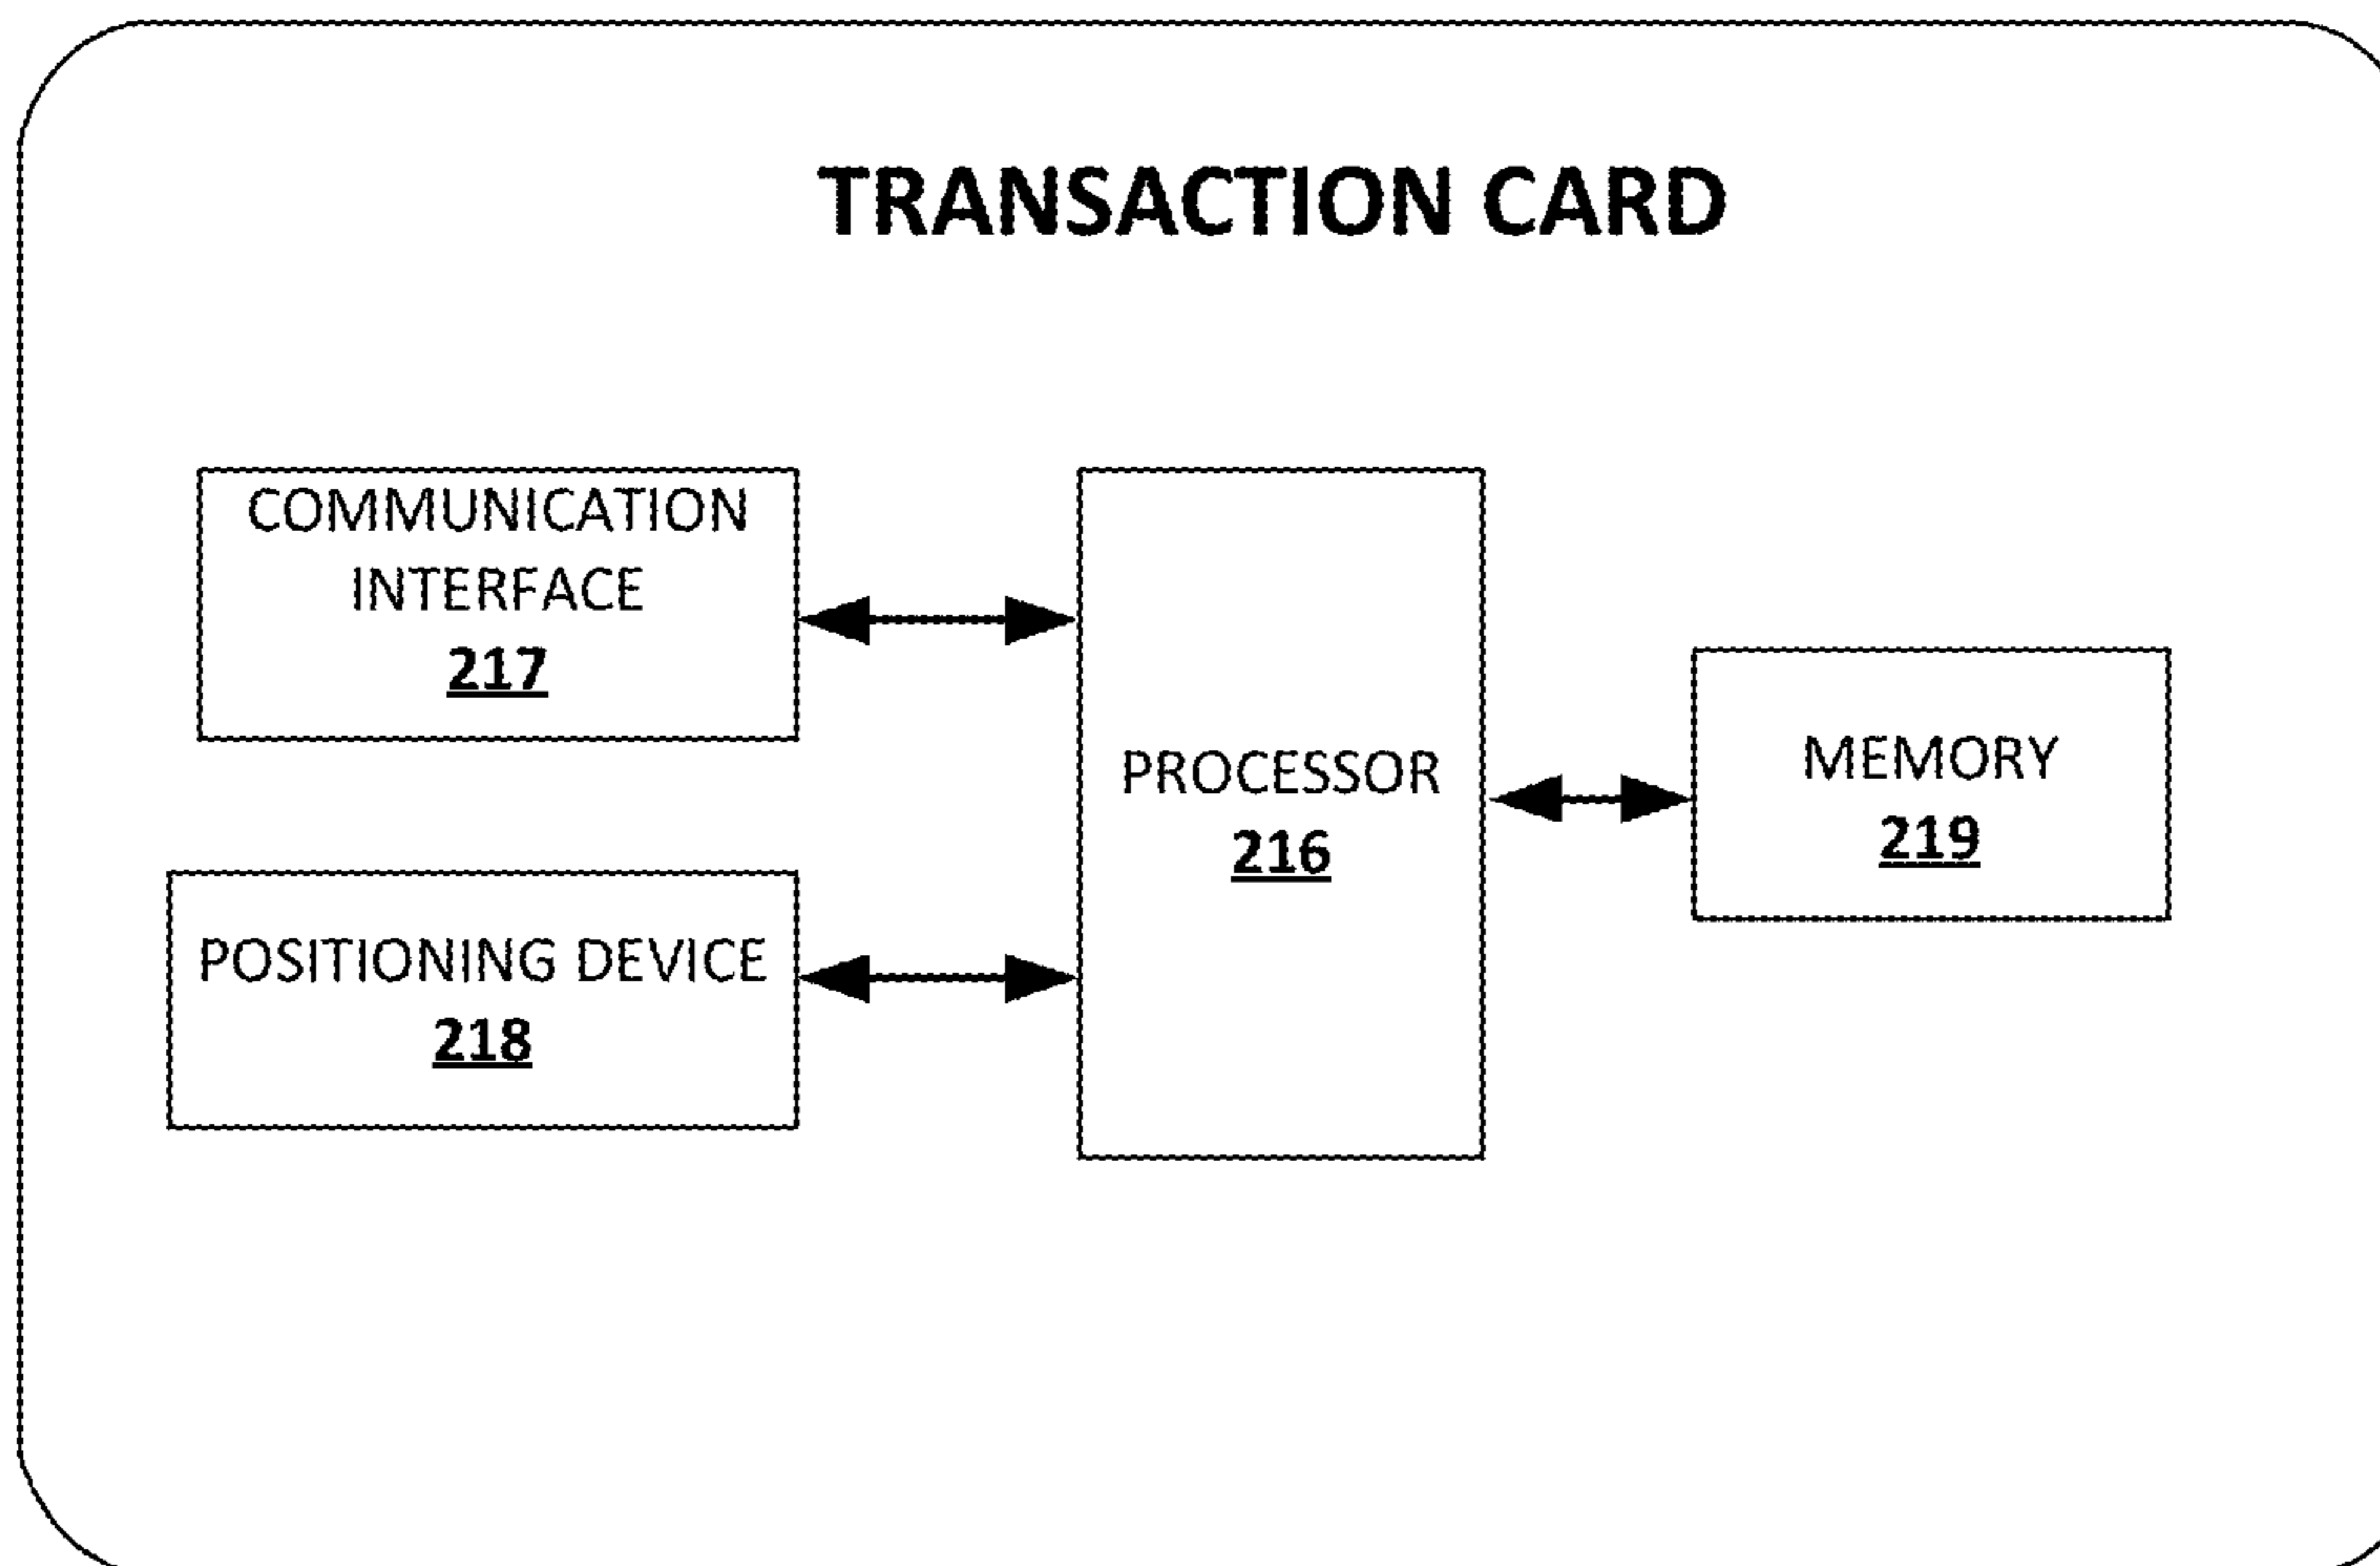 TRANSACTION CARD
COMMUNICATION
INTERFACE
217
POSITIONING DEVICE
218
PROCESSOR
216
MEMORY
219